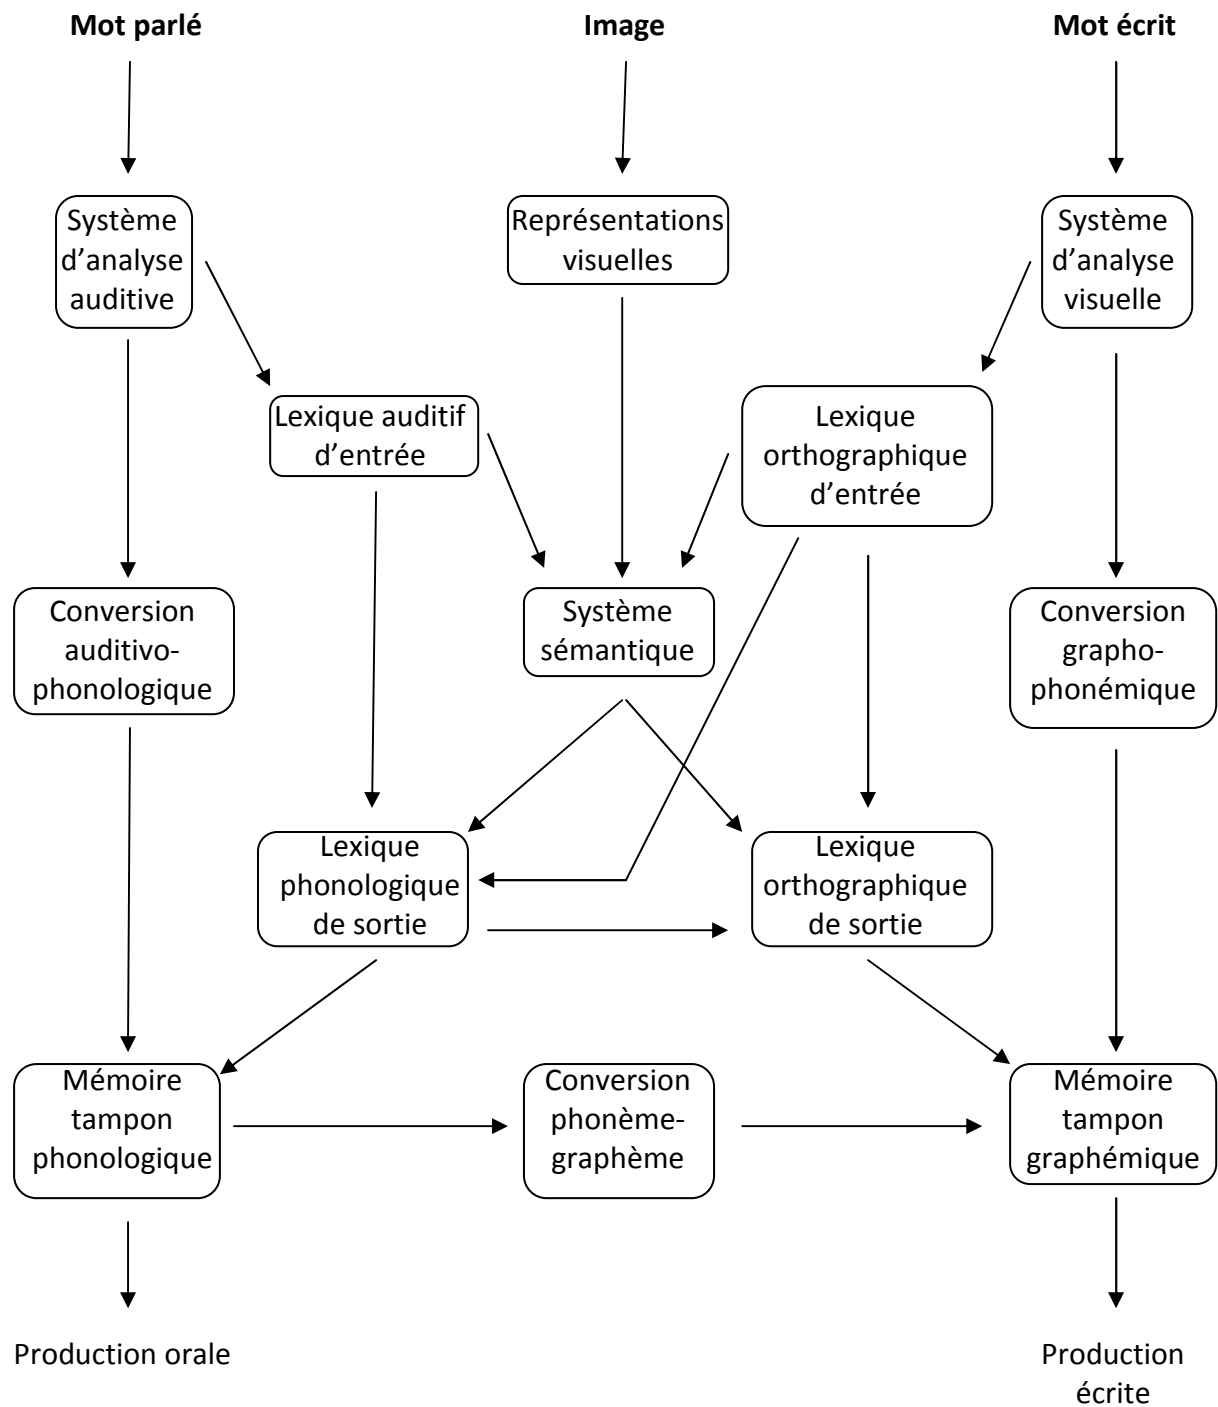 Mot parlé
Image
Mot écrit
Système
d’analyse
auditive
Représentations
visuelles
Système
d’analyse
visuelle
Lexique auditif
d’entrée
Lexique
orthographique
d’entrée
Conversion
auditivo-
phonologique
Système
sémantique
Conversion
grapho-
phonémique
Lexique
phonologique
de sortie
Lexique
orthographique
de sortie
Mémoire
tampon
phonologique
Conversion
phonème-
graphème
Mémoire
tampon
graphémique
Production orale
Production
écrite